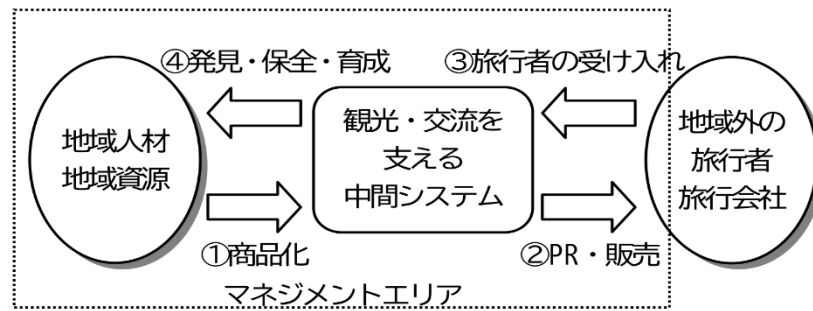 ④発見・保全・育成
③旅行者の受け入れ
地域人材
地域資源
観光・交流を
支える
中間システム
地域外の
旅行者
旅行会社
①商品化
②PR・販売
マネジメントエリア